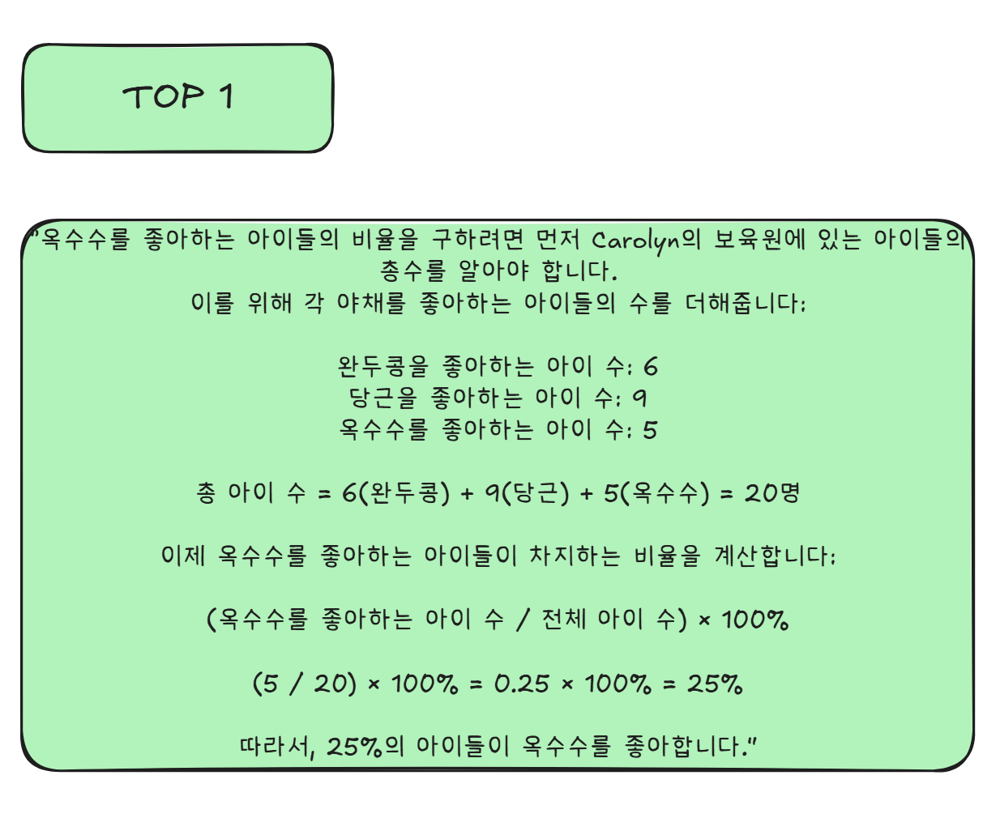 TOP 1
"옥수수를 좋아하는 아이들의 비율을 구하려면 먼저 Carolyn의 보육원에 있는 아이들의
총수를 알아야 합니다.
이를 위해 각 야채를 좋아하는 아이들의 수를 더해줍니다:
완두콩을 좋아하는 아이 수: 6
당근을 좋아하는 아이 수: 9
옥수수를 좋아하는 아이 수: 5
총 아이 수 = 6(완두콩) + 9(당근) + 5(옥수수) = 20명
이제 옥수수를 좋아하는 아이들이 차지하는 비율을 계산합니다:
(옥수수를 좋아하는 아이 수 / 전체 아이 수) × 100%
(5 / 20) × 100% = 0.25 × 100% = 25%
따라서, 25%의 아이들이 옥수수를 좋아합니다."